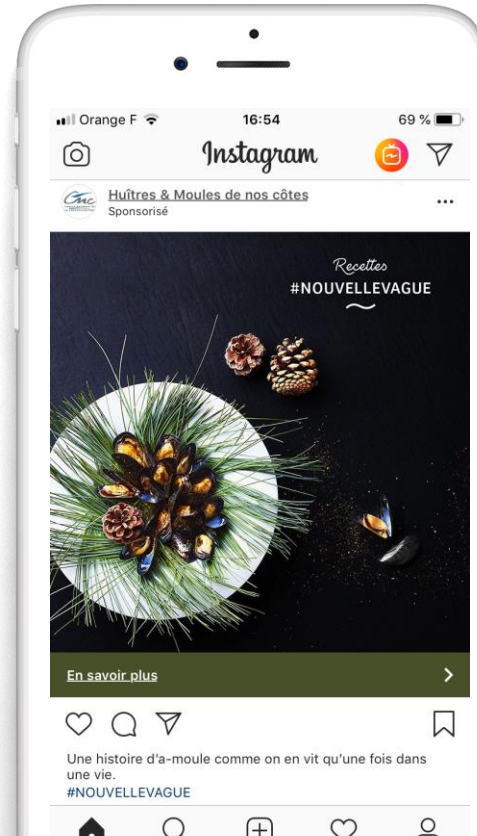 Orange F 16:54 69 %
Instagram
Cnc
Huîtres & Moules de nos côtes
Sponsorisé
Recettes
#NOUVELLEVAGUE
En savoir plus
Une histoire d'a-moule comme on en vit qu'une fois dans
une vie.
#NOUVELLEVAGUE